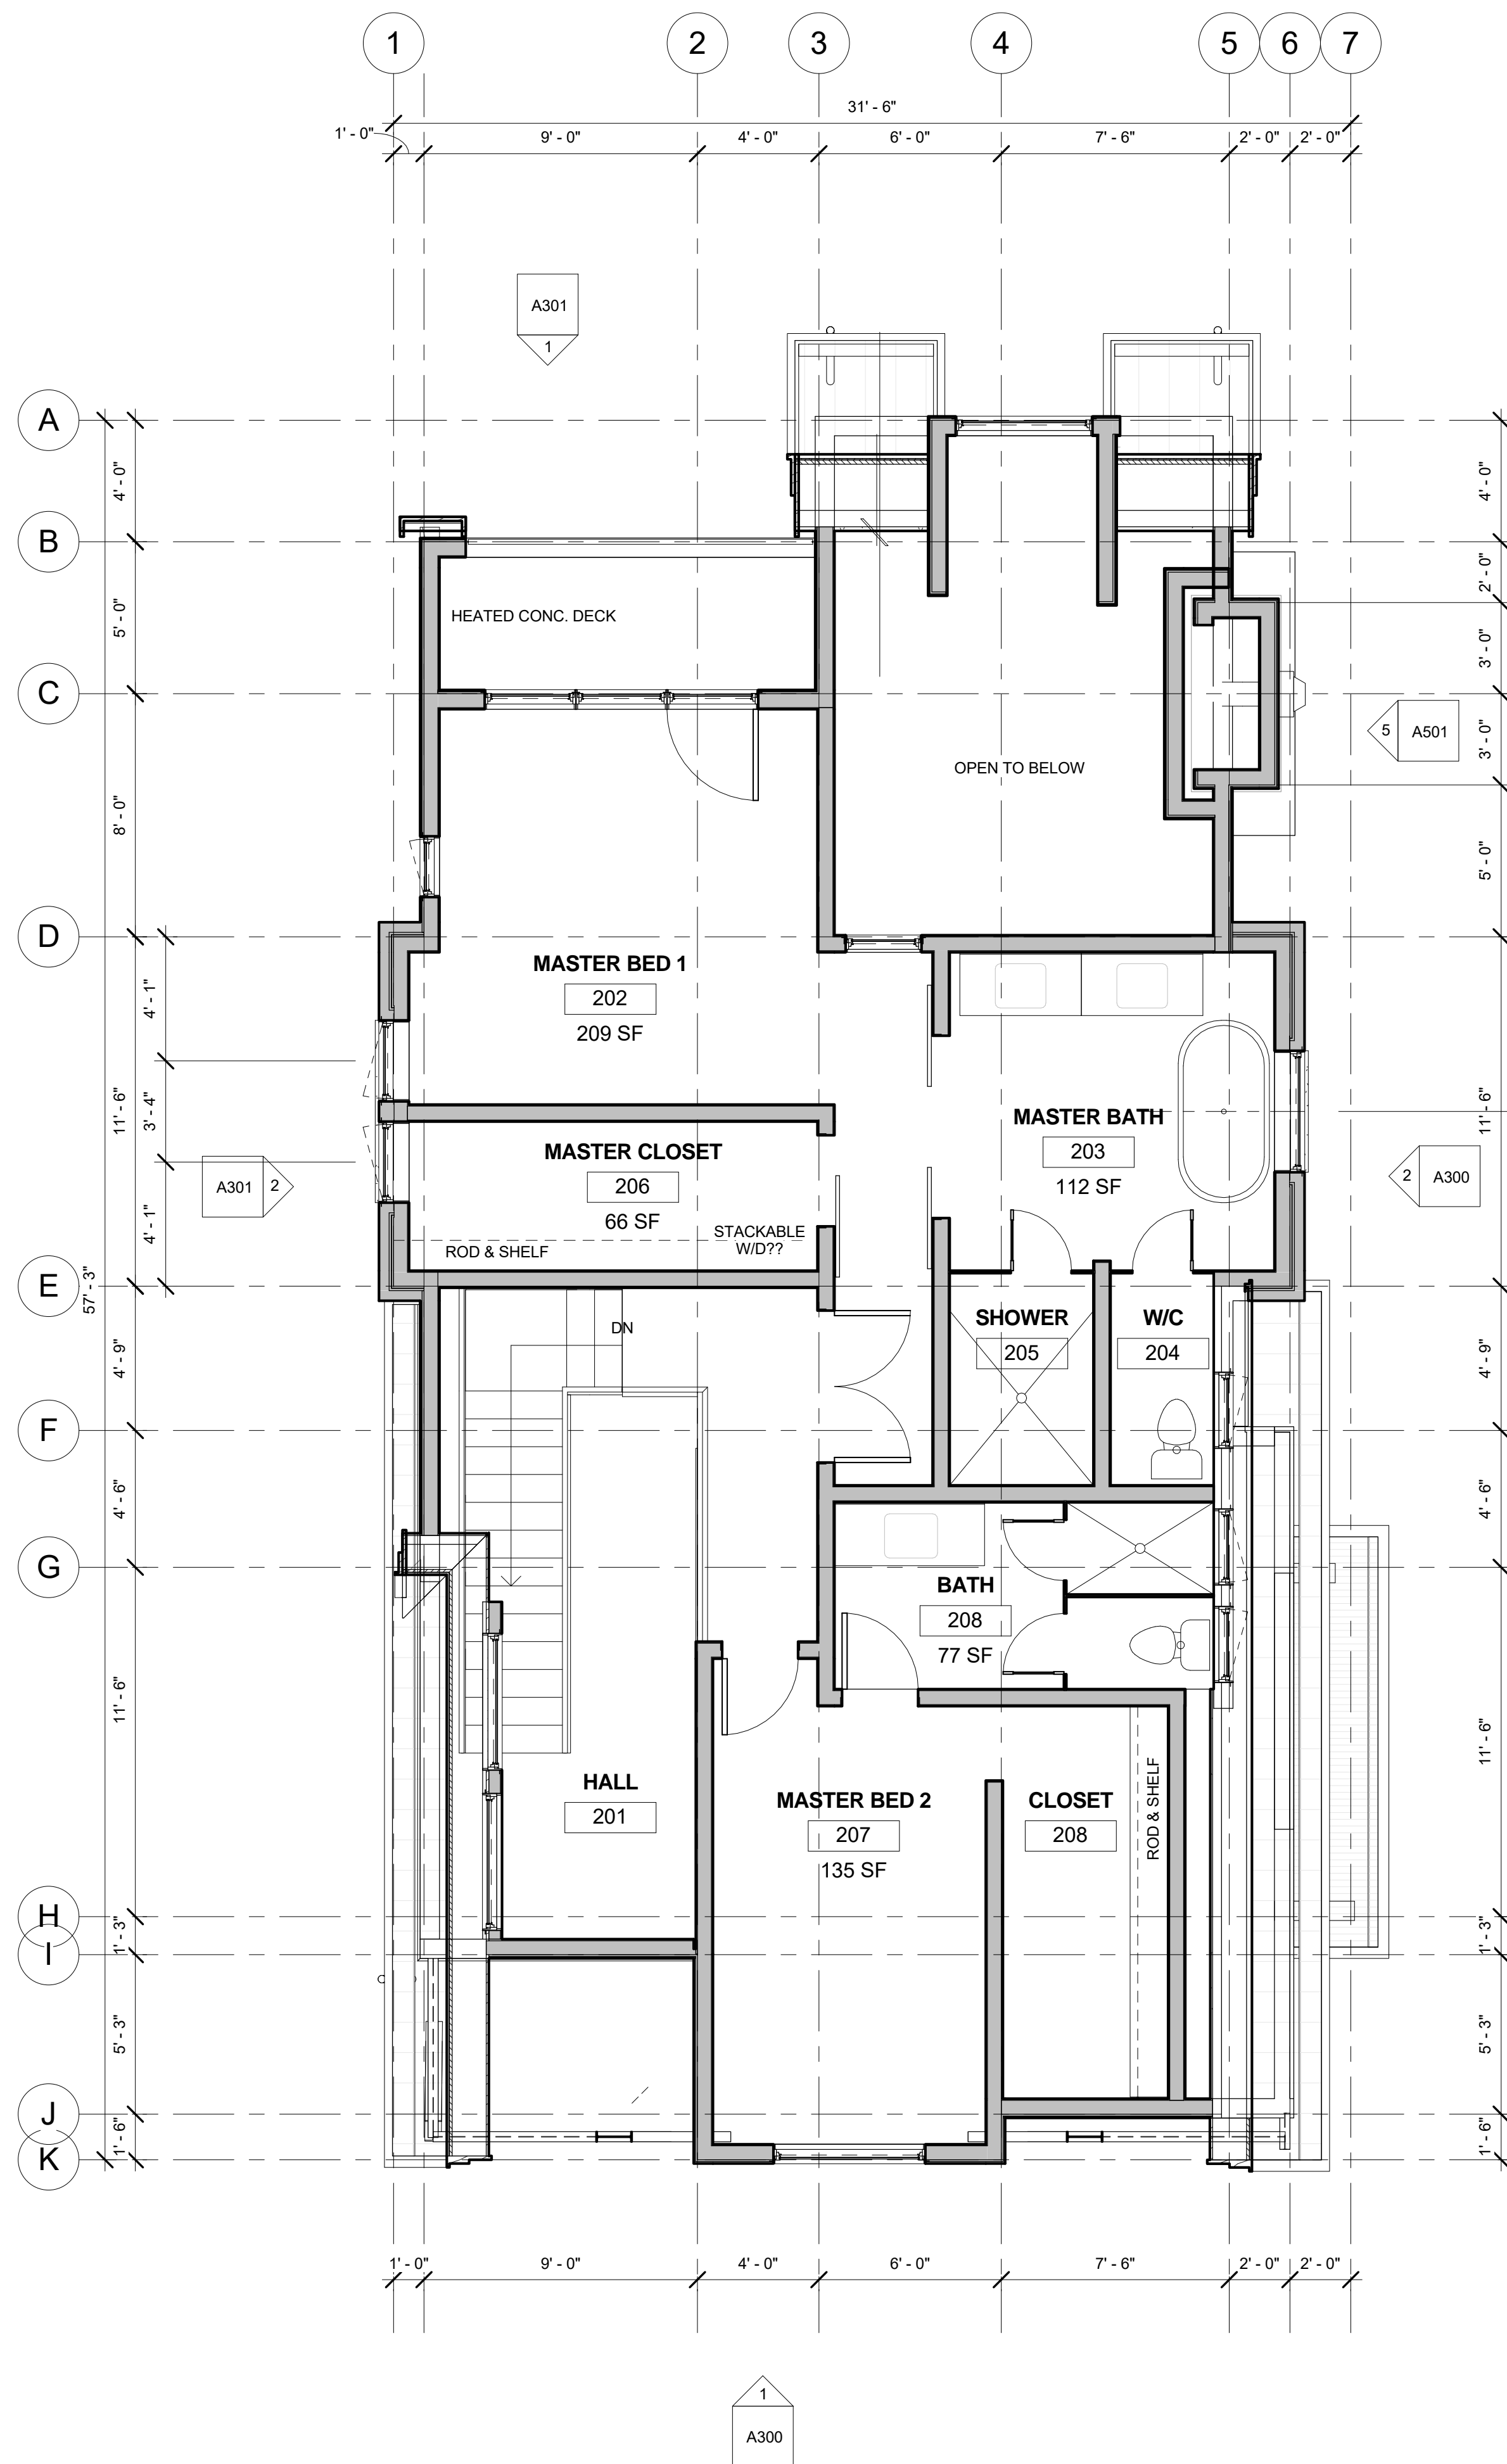 1
2
3
4
5
6
7
31' - 6"
1' - 0"
9' - 0"
4' - 0"
6' - 0"
7' - 6"
2' - 0"
2' - 0"
A301
1
A
B
C
D
E
F
G
H
I
J
K
4' - 0"
5' - 0"
8' - 0"
11' - 6"
4' - 9"
4' - 6"
11' - 6"
1' - 3"
5' - 3"
1' - 6"
57' - 3"
4' - 1"
3' - 4"
4' - 1"
A301
2
HEATED CONC. DECK
OPEN TO BELOW
MASTER BED 1
202
209 SF
MASTER BATH
203
112 SF
MASTER CLOSET
206
66 SF
STACKABLE
W/D??
ROD & SHELF
DN
SHOWER
205
W/C
204
BATH
208
77 SF
HALL
201
MASTER BED 2
207
135 SF
CLOSET
208
ROD & SHELF
5
A501
2
A300
4' - 0"
2' - 0"
3' - 0"
3' - 0"
5' - 0"
11' - 6"
4' - 9"
4' - 6"
11' - 6"
1' - 3"
5' - 3"
1' - 6"
1' - 0"
9' - 0"
4' - 0"
6' - 0"
7' - 6"
2' - 0"
2' - 0"
1
A300